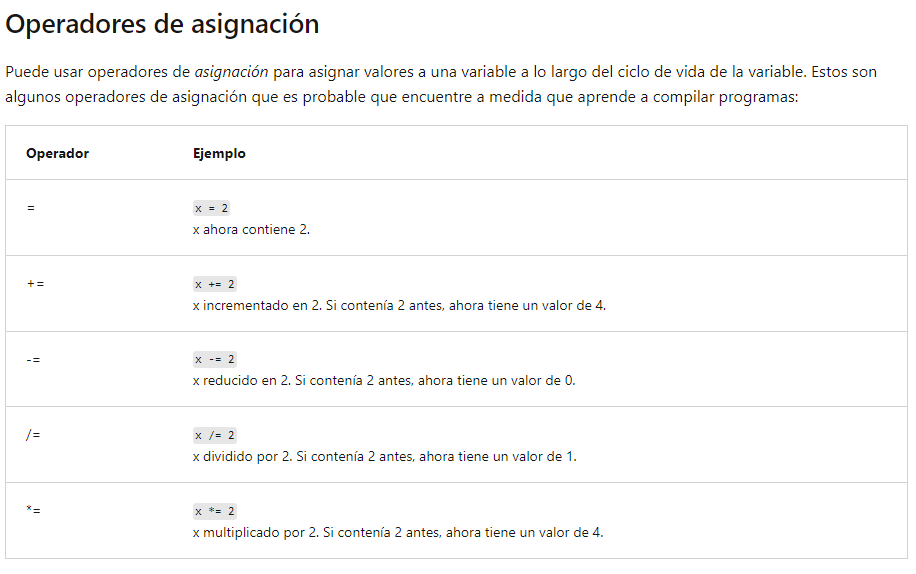 Operadores de asignación
Puede usar operadores de asignación para asignar valores a una variable a lo largo del ciclo de vida de la variable. Estos son
algunos operadores de asignación que es probable que encuentre a medida que aprende a compilar programas:
Operador Ejemplo
= x = 2
x ahora contiene 2.
+= x += 2
x incrementado en 2. Si contenía 2 antes, ahora tiene un valor de 4.
-= x -= 2
x reducido en 2. Si contenía 2 antes, ahora tiene un valor de 0.
/= x /= 2
x dividido por 2. Si contenía 2 antes, ahora tiene un valor de 1.
*= x *= 2
x multiplicado por 2. Si contenía 2 antes, ahora tiene un valor de 4.